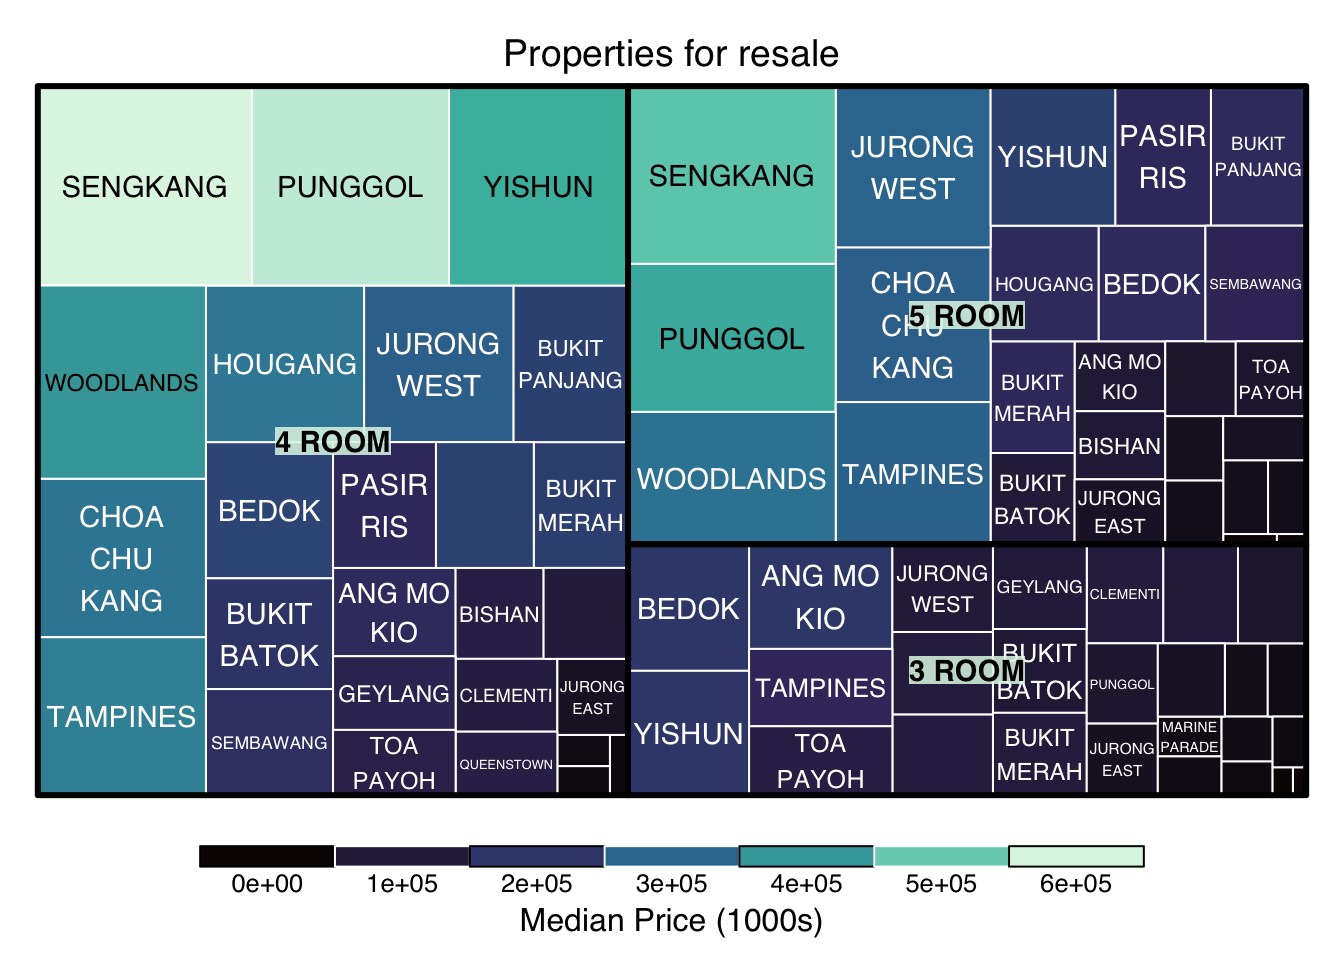 Properties for resale
SENGKANG
PUNGGOL
YISHUN
WOODLANDS
HOUGANG
JURONG
WEST
BUKIT
PANJANG
4 ROOM
CHOA
CHU
KANG
BEDOK
PASIR
RIS
BUKIT
MERAH
BUKIT
BATOK
ANG MO
KIO
BISHAN
TAMPINES
SEMBAWANG
GEYLANG
CLEMENTI
JURONG
EAST
TOA
PAYOH
QUEENSTOWN
SENGKANG
JURONG
WEST
YISHUN
PASIR
RIS
BUKIT
PANJANG
PUNGGOL
CHOA
CHU
KANG
5 ROOM
HOUGANG
BEDOK
SEMBAWANG
WOODLANDS
TAMPINES
BUKIT
MERAH
ANG MO
KIO
TOA
PAYOH
BISHAN
BUKIT
BATOK
JURONG
EAST
BEDOK
ANG MO
KIO
JURONG
WEST
GEYLANG
CLEMENTI
YISHUN
TAMPINES
3 ROOM
BUKIT
BATOK
PUNGGOL
TOA
PAYOH
BUKIT
MERAH
JURONG
EAST
MARINE
PARADE
0e+00 1e+05 2e+05 3e+05 4e+05 5e+05 6e+05
Median Price (1000s)